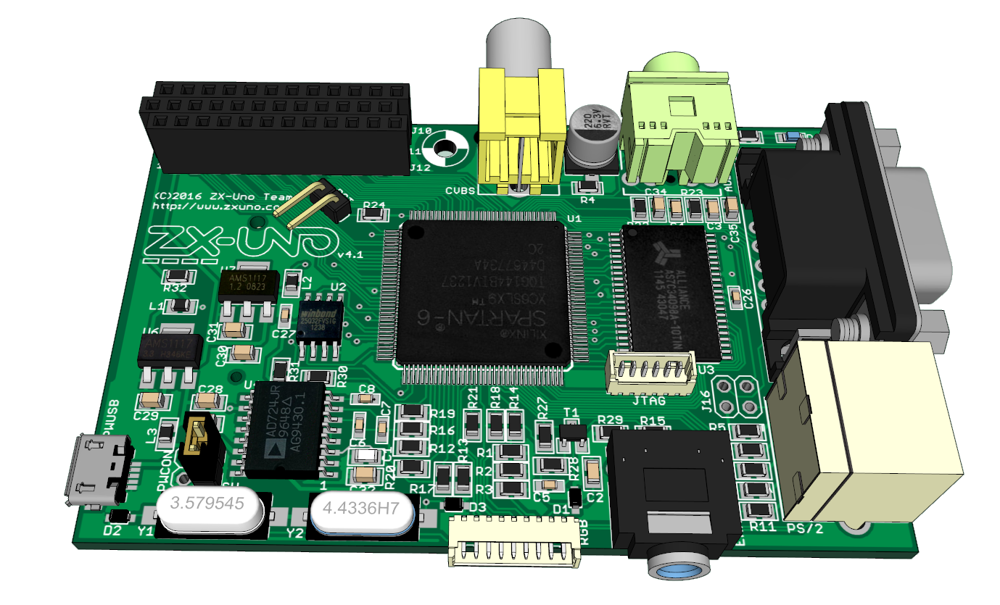 J10
L1
J12
220
6.3V
RVT
CVBS
R4
(C)2016 ZX-Uno Team
http://www.zxuno.co
ZX-UNO
v4.1
R24
U1
C34
R23
C3
C35
2C
D4467734A
TQG144BIV1237
XC6SLX9™
SPARTAN-6®
XILINX®
ALLIANCE
AS7C34098A-10TIN
1145 43047
C26
U3
JTAG
J16
R32
AMS1117
1.2 0823
L2
U2
L1
winbond
25Q32FVSIG
1238
C31
C27
U6
AMS1117
3.3 H346KE
C30
R31
R30
C28
C29
AD724JR
9648△
AG9430.1
C8
C7
R19
R16
R12
R13
R21
R18
R14
R27
T1
R29
R15
R5
PWUSB
L3
PWCON
C1
R20
R17
R1
R2
R3
R28
C5
C2
D1
D3
1
3.579545
4.4336H7
D2
Y1
Y2
RGB
R11
PS/2